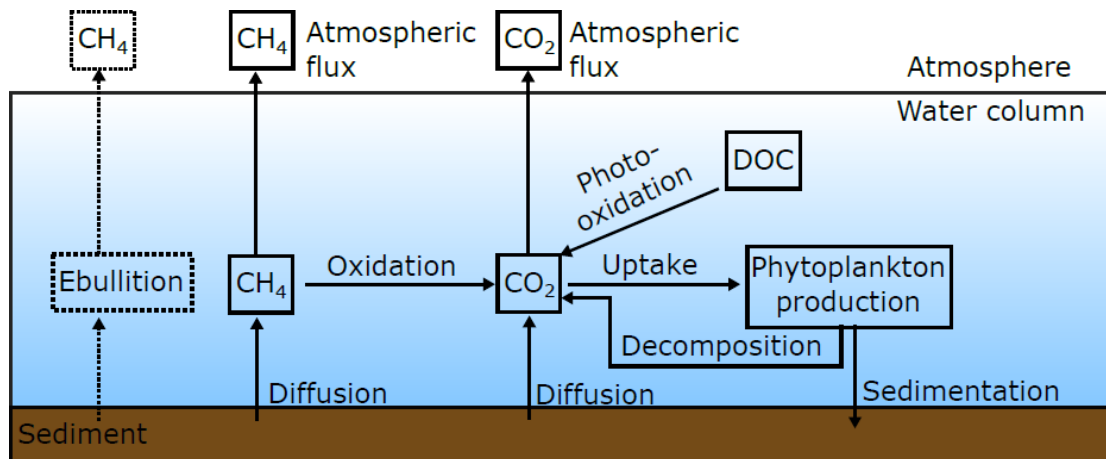 CH₄
CH₄
Atmospheric
flux
CO₂
Atmospheric
flux
Atmosphere
Water column
Photo-
oxidation
DOC
Ebullition
CH₄
Oxidation
CO₂
Uptake
Phytoplankton
production
Decomposition
Diffusion
Diffusion
Sedimentation
Sediment